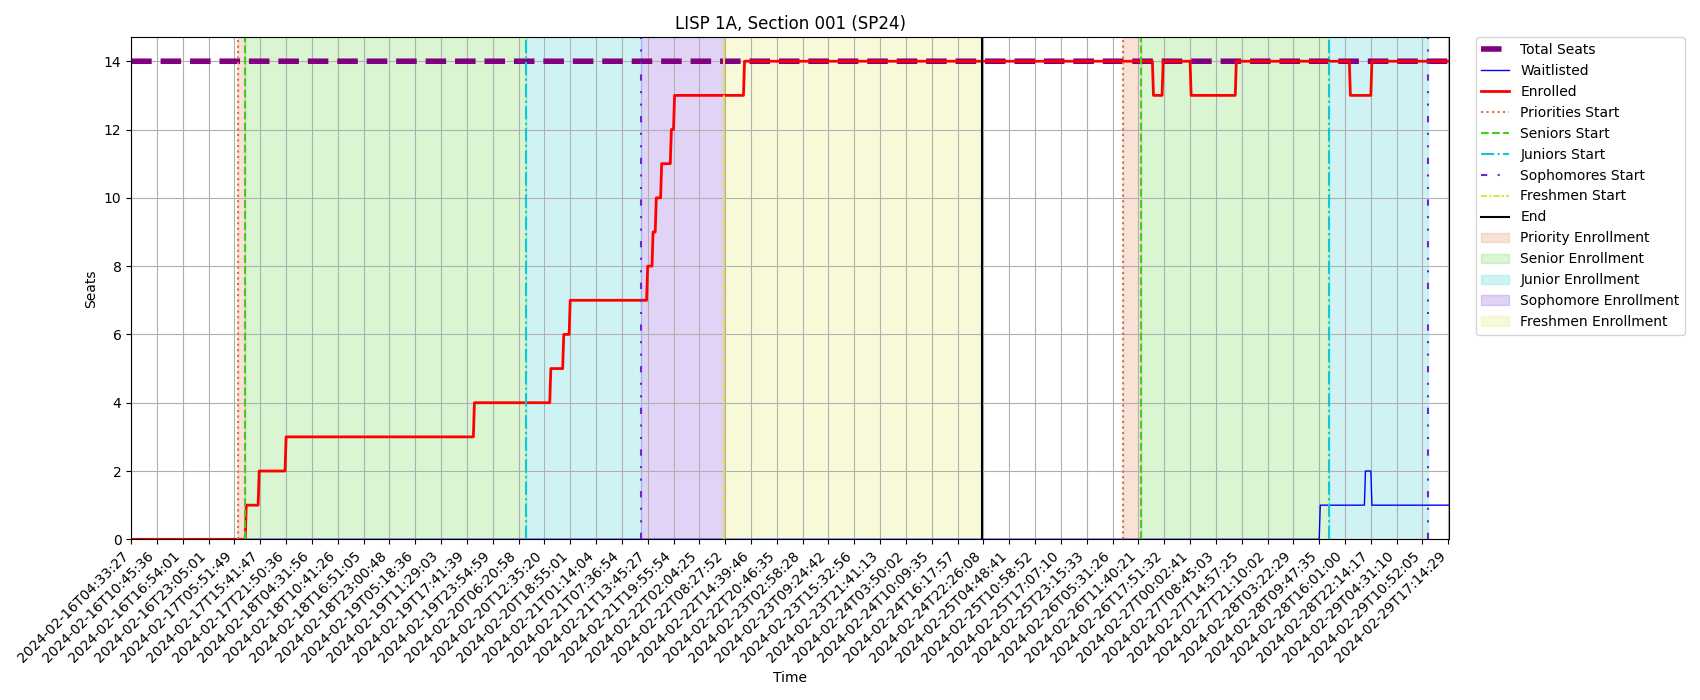 LISP 1A, Section 001 (SP24)
Seats
14
12
10
8
6
4
2
0
2024-02-16T04:33:27
2024-02-16T10:45:36
2024-02-16T16:54:01
2024-02-16T23:05:01
2024-02-17T05:51:49
2024-02-17T15:41:47
2024-02-17T21:50:36
2024-02-18T04:31:56
2024-02-18T10:41:26
2024-02-18T16:51:05
2024-02-18T23:00:48
2024-02-19T05:18:36
2024-02-19T11:29:03
2024-02-19T17:41:39
2024-02-19T23:54:59
2024-02-20T06:20:58
2024-02-20T12:35:20
2024-02-20T18:55:01
2024-02-21T01:14:04
2024-02-21T07:36:54
2024-02-21T13:45:27
2024-02-21T19:55:54
2024-02-22T02:04:25
2024-02-22T08:27:52
2024-02-22T14:39:46
2024-02-22T20:46:35
2024-02-23T02:58:28
2024-02-23T09:24:42
2024-02-23T15:32:56
2024-02-23T21:41:13
2024-02-24T03:50:02
2024-02-24T10:09:35
2024-02-24T16:17:57
2024-02-24T22:26:08
2024-02-25T04:48:41
2024-02-25T10:58:52
2024-02-25T17:07:10
2024-02-25T23:15:33
2024-02-26T05:31:26
2024-02-26T11:40:21
2024-02-26T17:51:32
2024-02-27T00:02:41
2024-02-27T08:45:03
2024-02-27T14:57:25
2024-02-27T21:10:02
2024-02-28T03:22:29
2024-02-28T09:47:35
2024-02-28T16:01:00
2024-02-28T22:14:17
2024-02-29T04:31:10
2024-02-29T10:52:05
2024-02-29T17:14:29
Time
Total Seats
Waitlisted
Enrolled
Priorities Start
Seniors Start
Juniors Start
Sophomores Start
Freshmen Start
End
Priority Enrollment
Senior Enrollment
Junior Enrollment
Sophomore Enrollment
Freshmen Enrollment